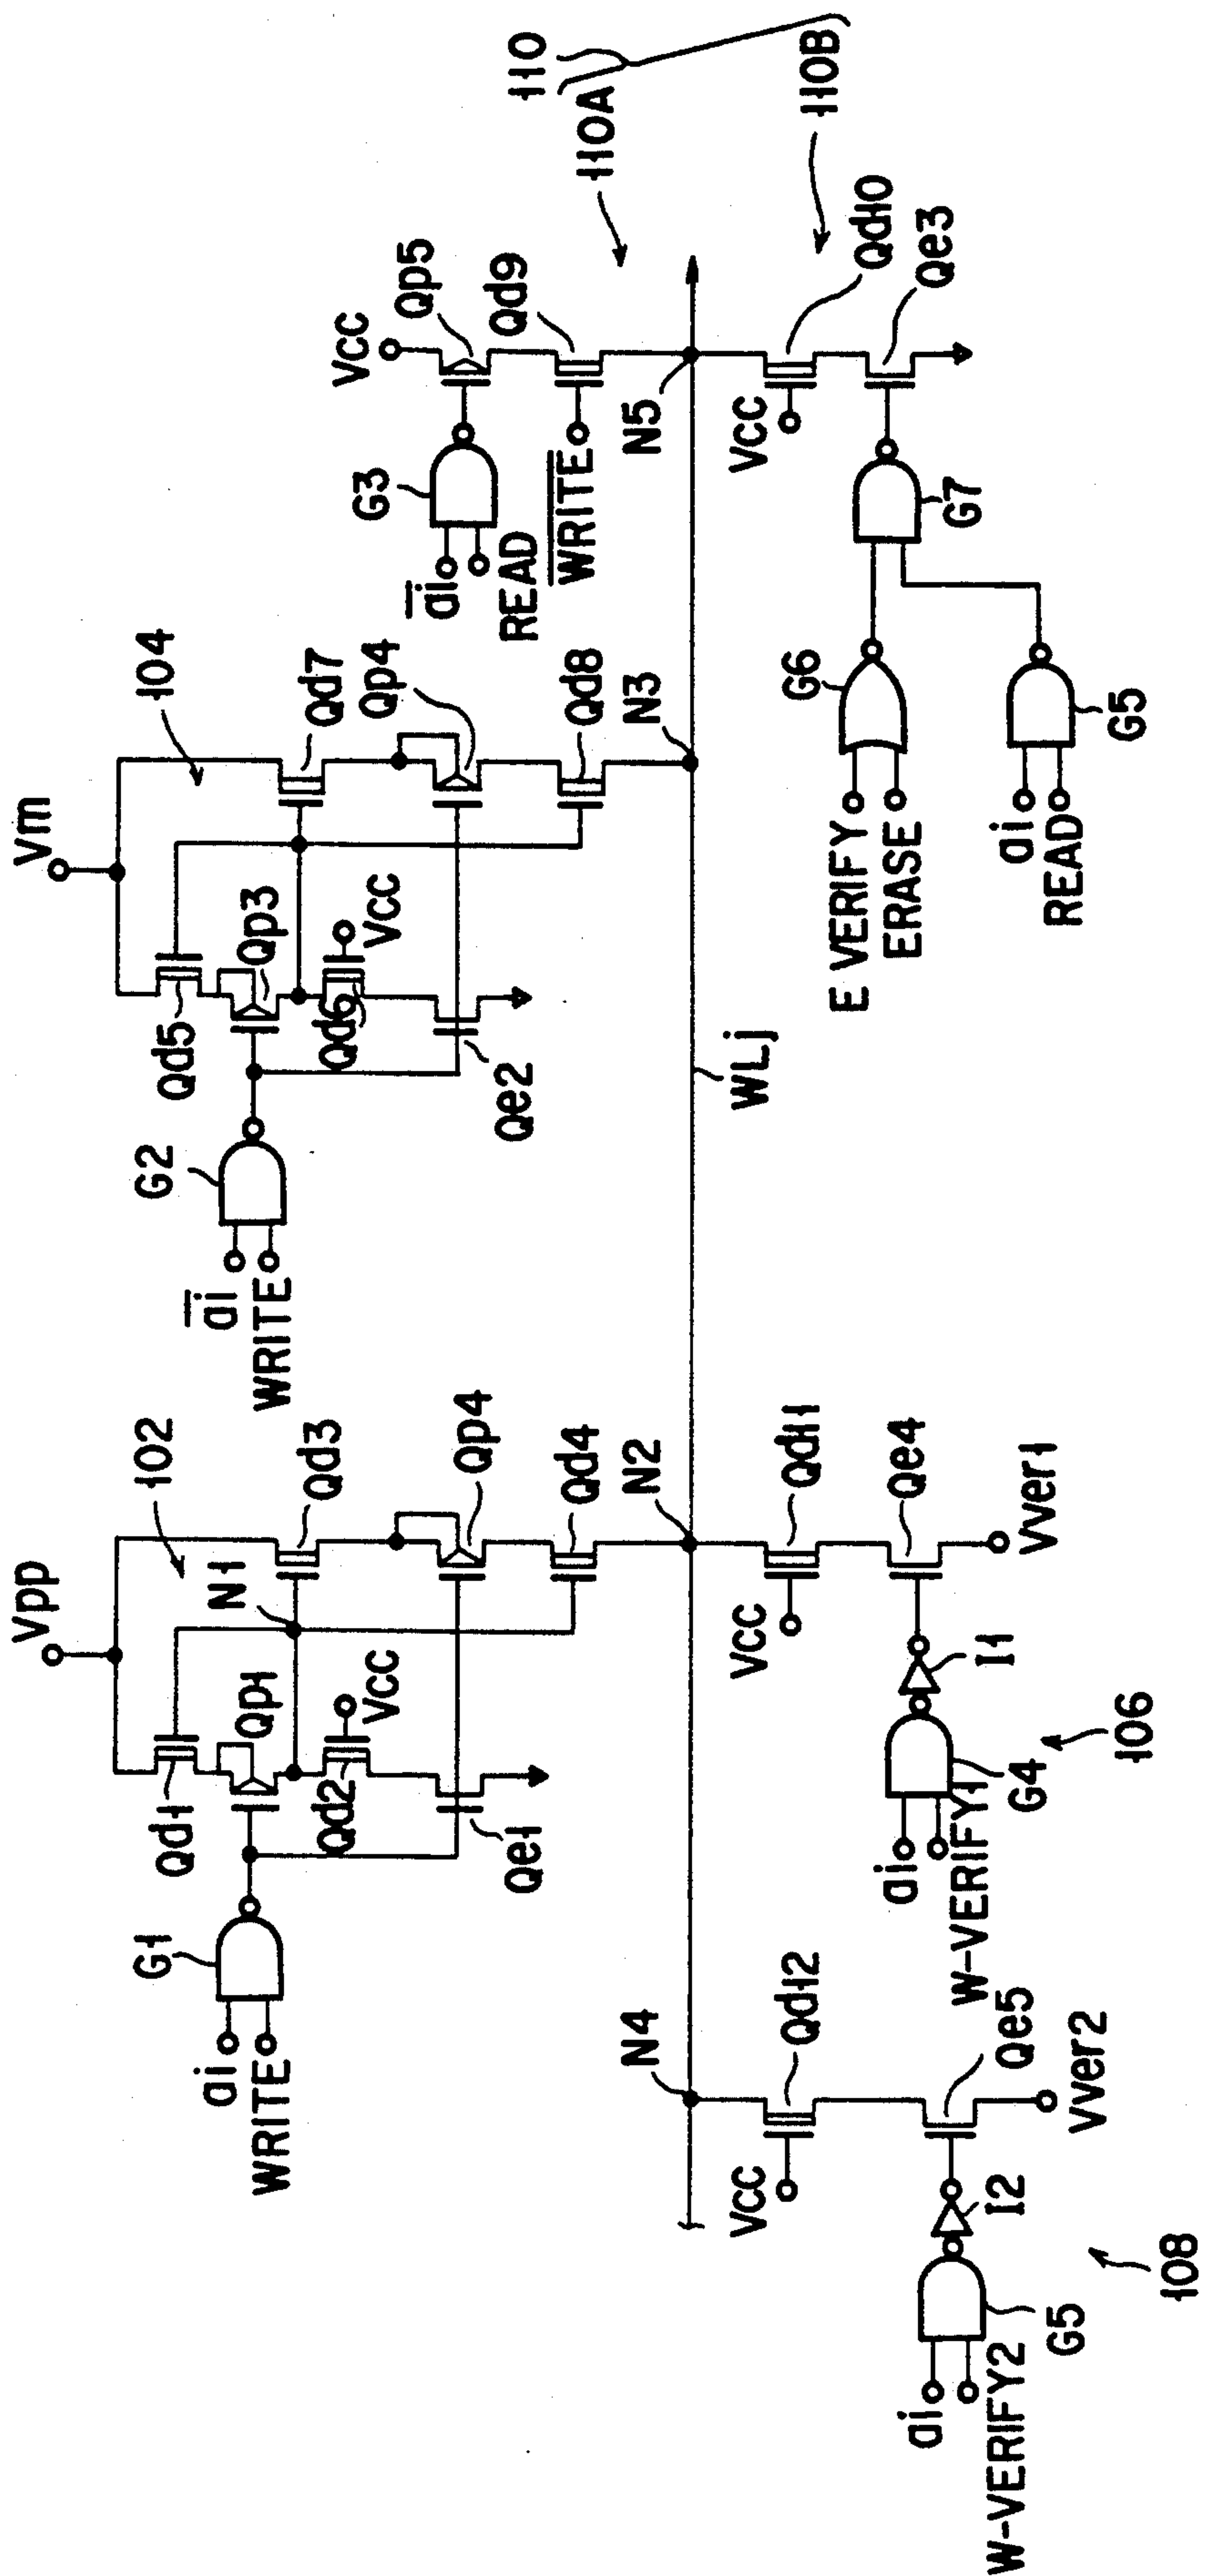 Vpp
102
Qd1
Qp1
N1
Qd3
G1
ai
WRITE
Qd2
Vcc
Qp4
Qe1
Qd4
N2
Vm
104
Qd5
Qp3
Qd7
G2
ai
WRITE
Qd6
Vcc
Qp4
Qe2
Qd8
N3
Vcc
Qp5
G3
ai
READ
Qd9
WRITE
N5
110
110A
110B
WLj
N4
Vcc
Qd12
ai
W-VERIFY2
G5
I2
Qe5
Vver2
108
Vcc
Qd11
ai
W-VERIFY1
G4
I1
Qe4
Vver1
106
Vcc
Qd10
Qe3
E VERIFY
ERASE
G6
G7
ai
READ
G5